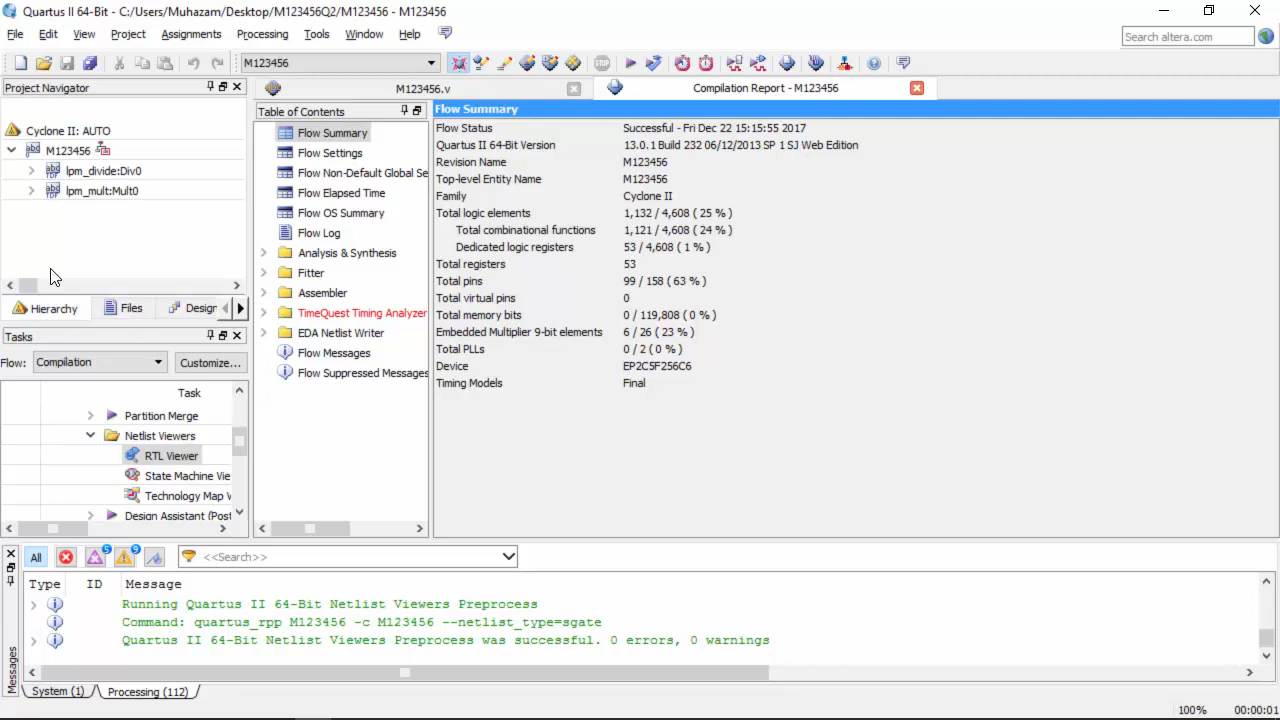 Quartus II 64-Bit - C:/Users/Muhazam/Desktop/M123456Q2/M123456 - M123456
File Edit View Project Assignments Processing Tools Window Help
Search altera.com
M123456
Project Navigator
M123456.v
Compilation Report - M123456
Cyclone II: AUTO
M123456
lpm_divide:Div0
lpm_mult:Mult0
Hierarchy
Files
Design
Tasks
Flow: Compilation
Customize...
Task
Partition Merge
Netlist Viewers
RTL Viewer
State Machine Vie
Technology Map V
Design Assistant (Post
Table of Contents
Flow Summary
Flow Settings
Flow Non-Default Global Se
Flow Elapsed Time
Flow OS Summary
Flow Log
Analysis & Synthesis
Fitter
Assembler
TimeQuest Timing Analyzer
EDA Netlist Writer
Flow Messages
Flow Suppressed Messages
Flow Summary
Flow Status Successful - Fri Dec 22 15:15:55 2017
Quartus II 64-Bit Version 13.0.1 Build 232 06/12/2013 SP 1 SJ Web Edition
Revision Name M123456
Top-level Entity Name M123456
Family Cyclone II
Total logic elements 1,132 / 4,608 ( 25 % )
Total combinational functions 1,121 / 4,608 ( 24 % )
Dedicated logic registers 53 / 4,608 ( 1 % )
Total registers 53
Total pins 99 / 158 ( 63 % )
Total virtual pins 0
Total memory bits 0 / 119,808 ( 0 % )
Embedded Multiplier 9-bit elements 6 / 26 ( 23 % )
Total PLLs 0 / 2 ( 0 % )
Device EP2C5F256C6
Timing Models Final
All
5
9
<<Search>>
Type ID Message
Running Quartus II 64-Bit Netlist Viewers Preprocess
Command: quartus_rpp M123456 -c M123456 --netlist_type=sgate
Quartus II 64-Bit Netlist Viewers Preprocess was successful. 0 errors, 0 warnings
Messages
System (1)
Processing (112)
100% 00:00:01